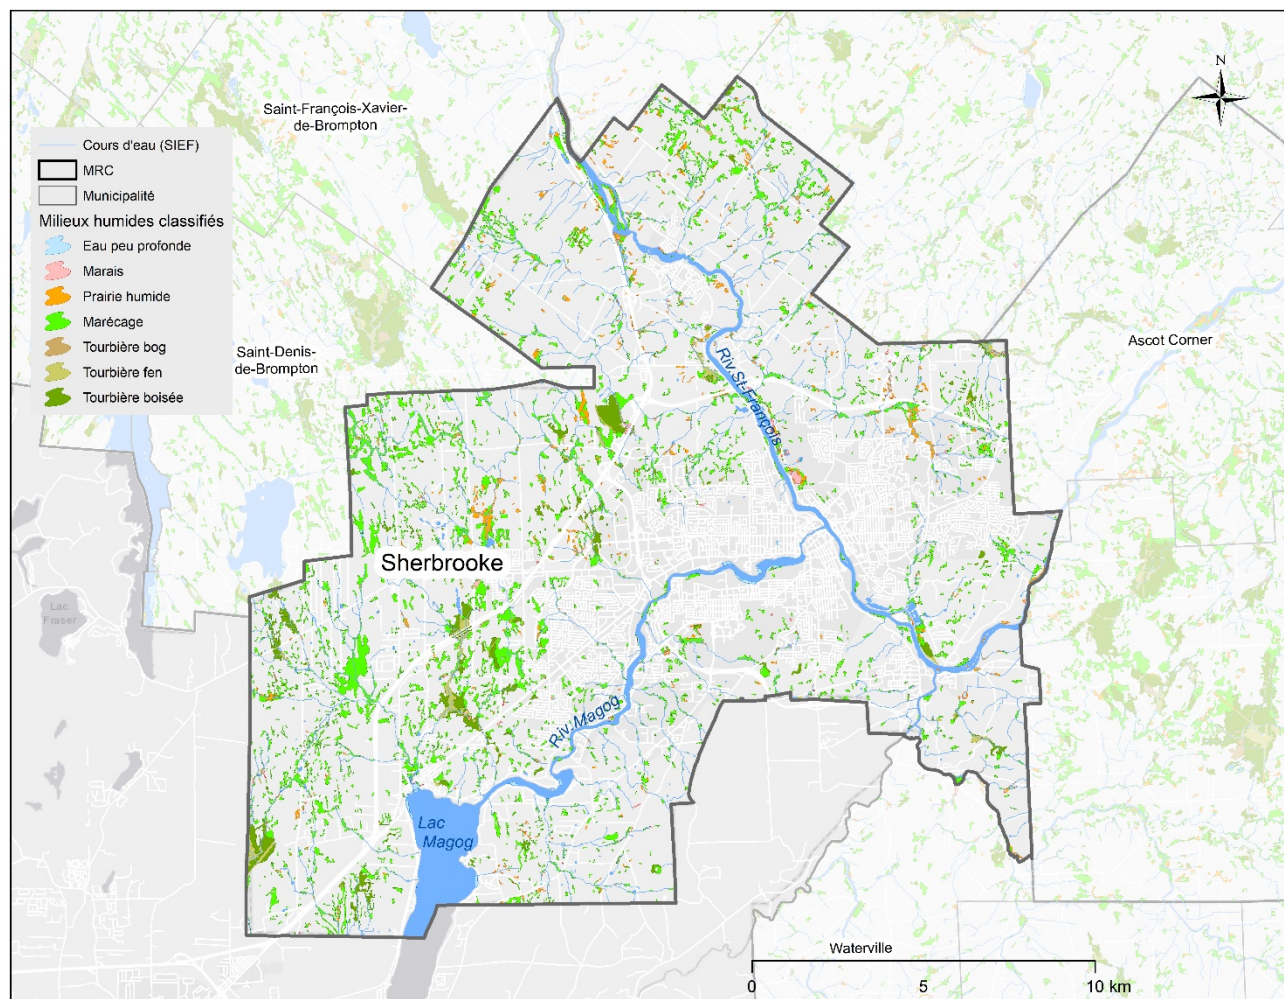 N
Saint-François-Xavier-
de-Brompton
Cours d'eau (SIEF)
MRC
Municipalité
Milieux humides classifiés
Eau peu profonde
Marais
Prairie humide
Marécage
Tourbière bog
Tourbière fen
Tourbière boisée
Saint-Denis-
de-Brompton
Ascot Corner
Riv. St-François
Sherbrooke
Lac
Fraser
Riv. Magog
Lac
Magog
Waterville
0 5 10 km